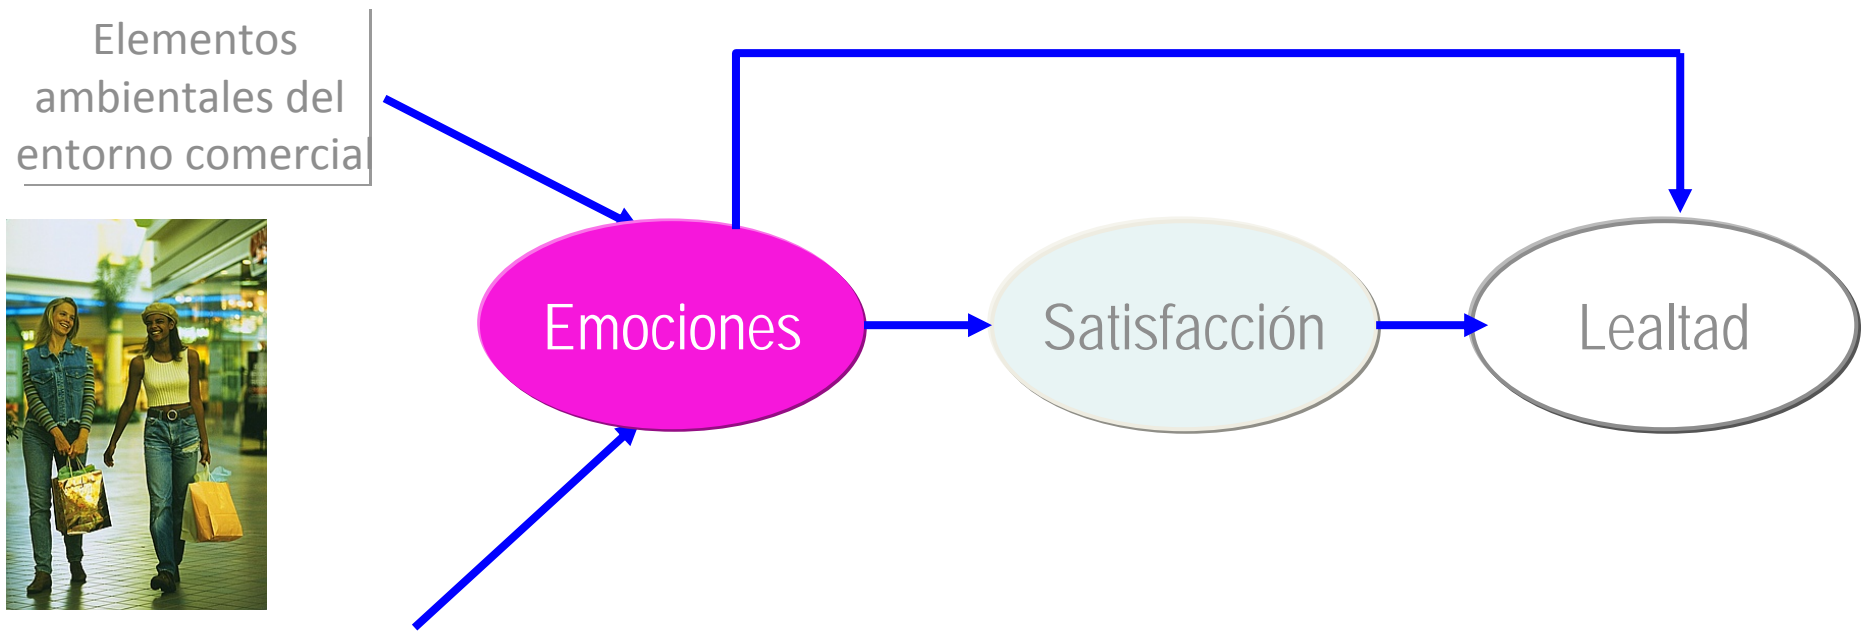 Elementos
ambientales del
entorno comercial
Emociones
Satisfacción
Lealtad